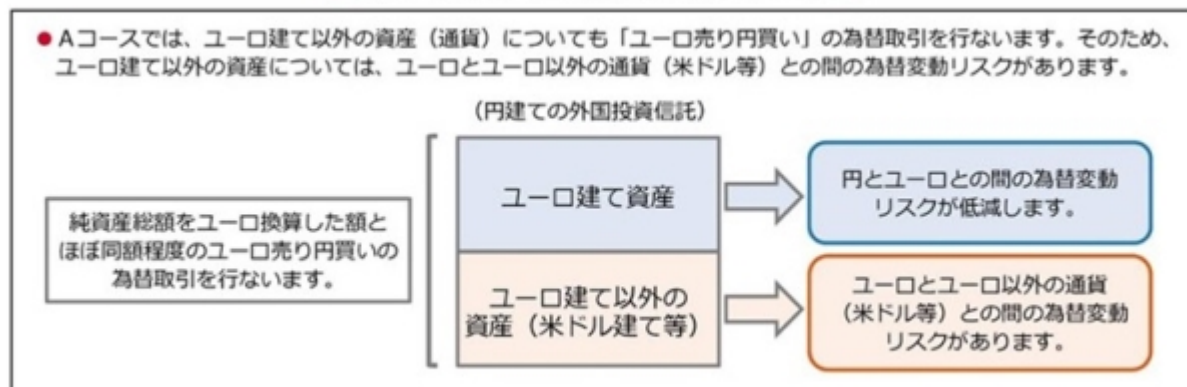 ●Aコースでは、ユーロ建て以外の資産（通貨）についても「ユーロ売り円買い」の為替取引を行ないます。そのため、
ユーロ建て以外の資産については、ユーロとユーロ以外の通貨（米ドル等）との間の為替変動リスクがあります。
（円建ての外国投資信託）
純資産総額をユーロ換算した額と
ほぼ同額程度のユーロ売り円買いの
為替取引を行ないます。
ユーロ建て資産
円とユーロとの間の為替変動
リスクが低減します。
ユーロ建て以外の
資産（米ドル建て等）
ユーロとユーロ以外の通貨
（米ドル等）との間の為替変動
リスクがあります。